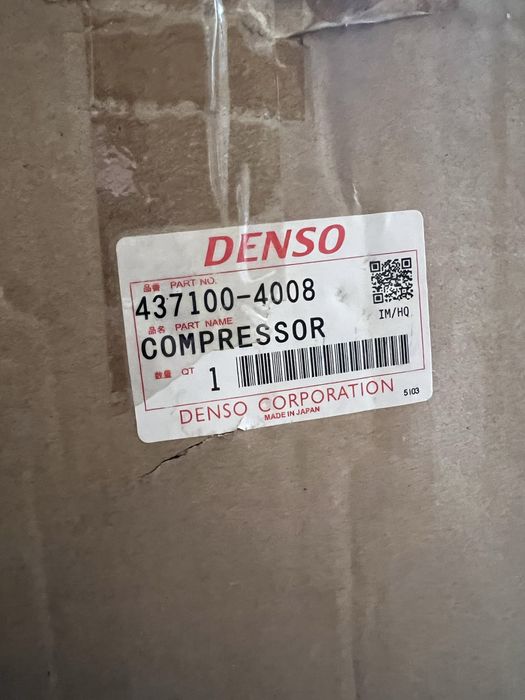 DENSO
品番 PART NO.
437100-4008
IM/HQ
品名 PART NAME
COMPRESSOR
数量 QT 1
DENSO CORPORATION
MADE IN JAPAN
5103